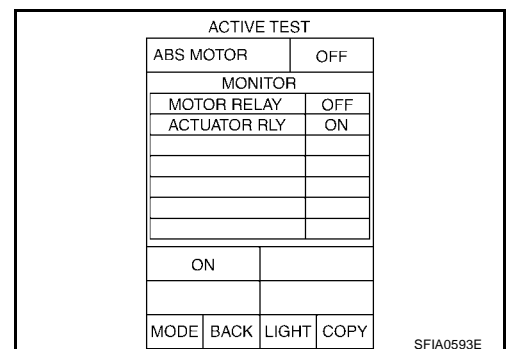 ACTIVE TEST
ABS MOTOR OFF
MONITOR
MOTOR RELAY OFF
ACTUATOR RLY ON
ON
MODE BACK LIGHT COPY
SFIA0593E